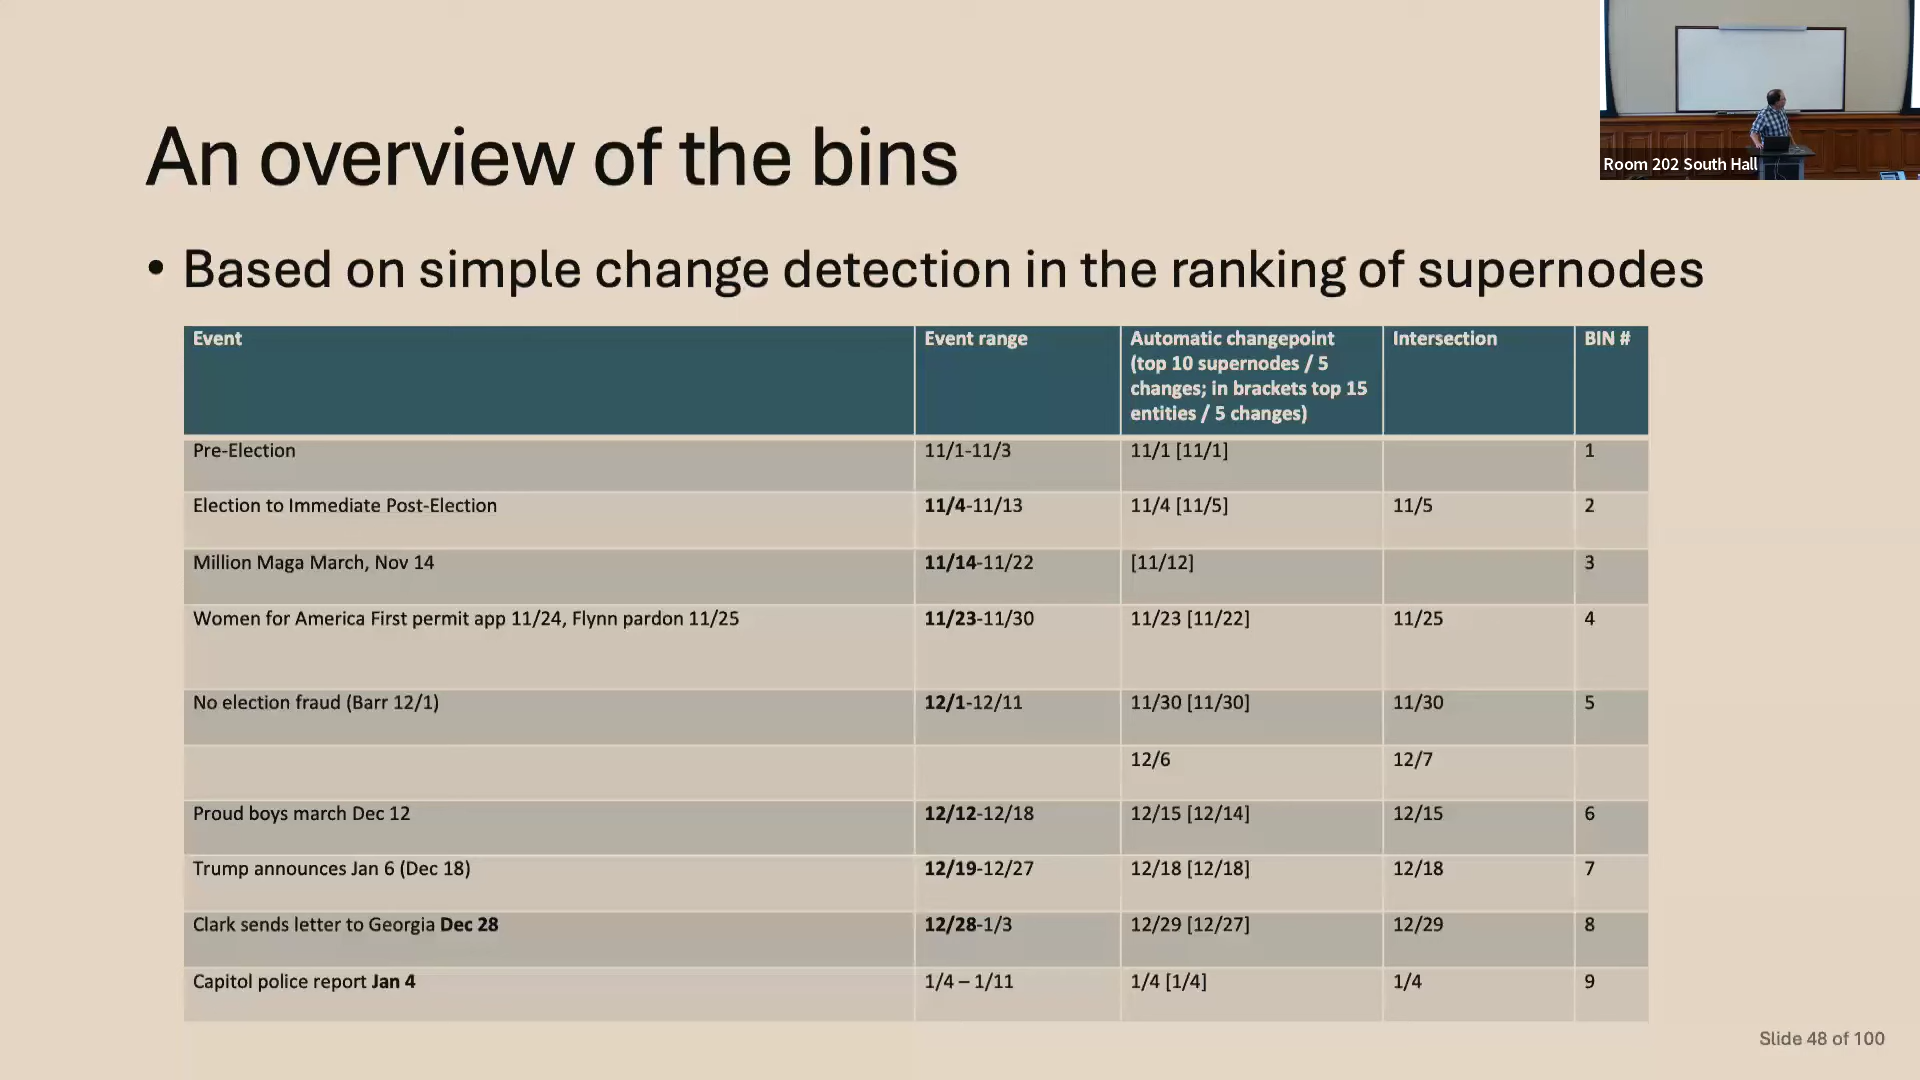 Room 202 South Hall
An overview of the bins
• Based on simple change detection in the ranking of supernodes
Event Event range Automatic changepoint (top 10 supernodes / 5 changes; in brackets top 15 entities / 5 changes) Intersection BIN #
Pre-Election 11/1-11/3 11/1 [11/1] 1
Election to Immediate Post-Election 11/4-11/13 11/4 [11/5] 11/5 2
Million Maga March, Nov 14 11/14-11/22 [11/12] 3
Women for America First permit app 11/24, Flynn pardon 11/25 11/23-11/30 11/23 [11/22] 11/25 4
No election fraud (Barr 12/1) 12/1-12/11 11/30 [11/30] 11/30 5
12/6 12/7
Proud boys march Dec 12 12/12-12/18 12/15 [12/14] 12/15 6
Trump announces Jan 6 (Dec 18) 12/19-12/27 12/18 [12/18] 12/18 7
Clark sends letter to Georgia Dec 28 12/28-1/3 12/29 [12/27] 12/29 8
Capitol police report Jan 4 1/4 – 1/11 1/4 [1/4] 1/4 9
Slide 48 of 100